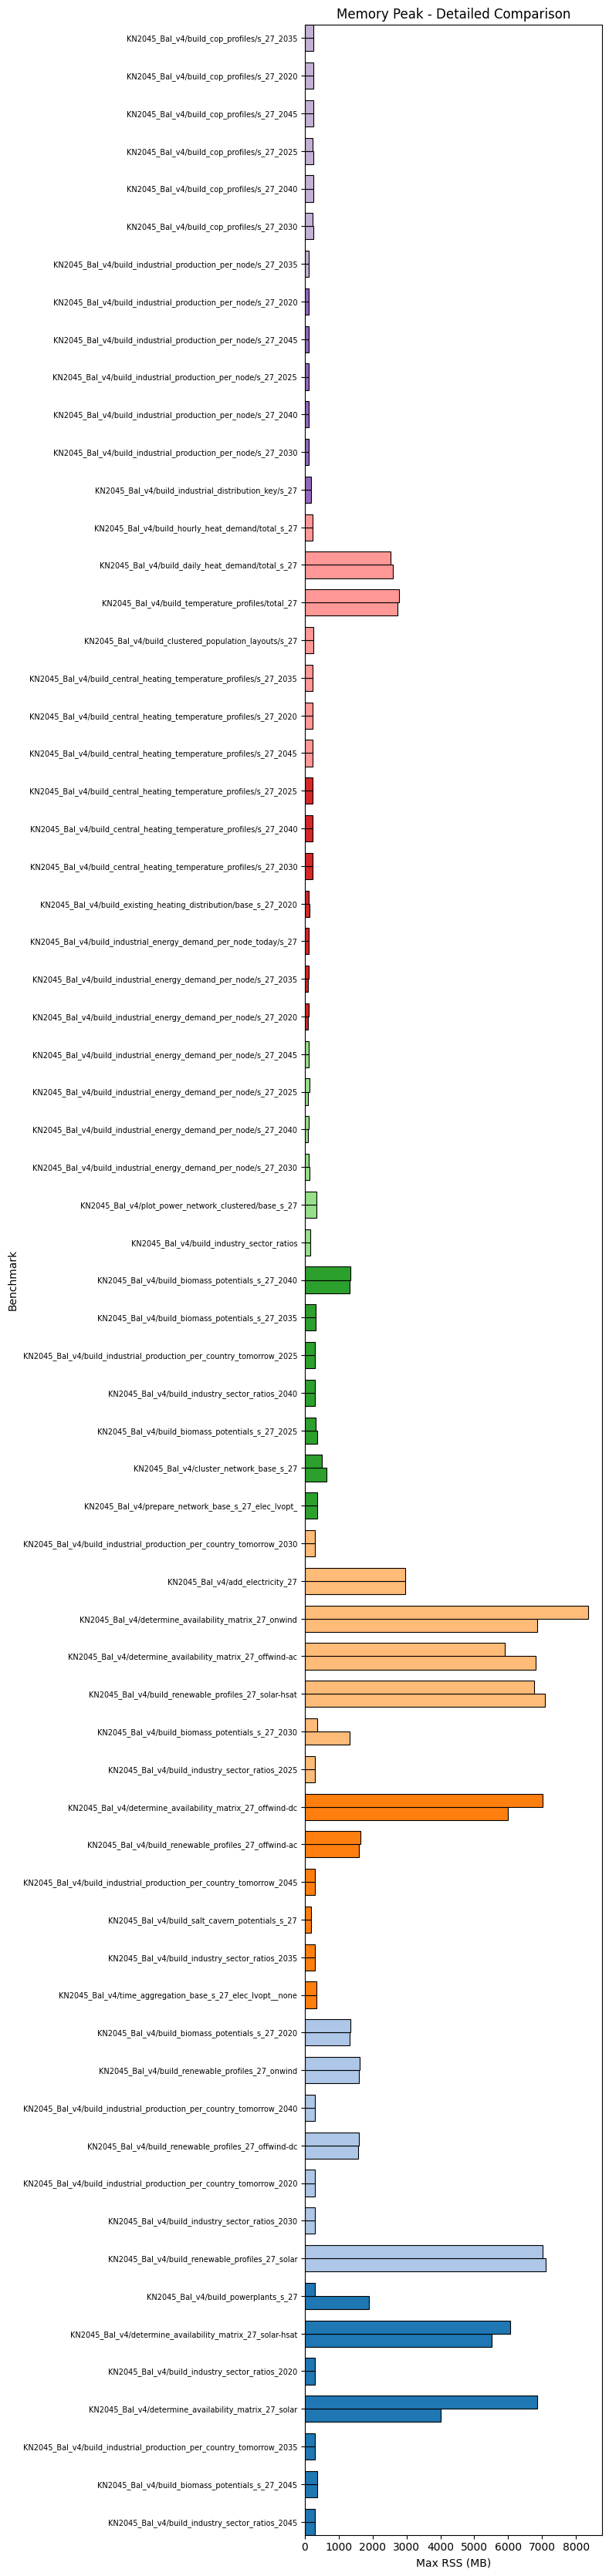 Memory Peak - Detailed Comparison
KN2045_Bal_v4/build_cop_profiles/s_27_2035
KN2045_Bal_v4/build_cop_profiles/s_27_2020
KN2045_Bal_v4/build_cop_profiles/s_27_2045
KN2045_Bal_v4/build_cop_profiles/s_27_2025
KN2045_Bal_v4/build_cop_profiles/s_27_2040
KN2045_Bal_v4/build_cop_profiles/s_27_2030
KN2045_Bal_v4/build_industrial_production_per_node/s_27_2035
KN2045_Bal_v4/build_industrial_production_per_node/s_27_2020
KN2045_Bal_v4/build_industrial_production_per_node/s_27_2045
KN2045_Bal_v4/build_industrial_production_per_node/s_27_2025
KN2045_Bal_v4/build_industrial_production_per_node/s_27_2040
KN2045_Bal_v4/build_industrial_production_per_node/s_27_2030
KN2045_Bal_v4/build_industrial_distribution_key/s_27
KN2045_Bal_v4/build_hourly_heat_demand/total_s_27
KN2045_Bal_v4/build_daily_heat_demand/total_s_27
KN2045_Bal_v4/build_temperature_profiles/total_27
KN2045_Bal_v4/build_clustered_population_layouts/s_27
KN2045_Bal_v4/build_central_heating_temperature_profiles/s_27_2035
KN2045_Bal_v4/build_central_heating_temperature_profiles/s_27_2020
KN2045_Bal_v4/build_central_heating_temperature_profiles/s_27_2045
KN2045_Bal_v4/build_central_heating_temperature_profiles/s_27_2025
KN2045_Bal_v4/build_central_heating_temperature_profiles/s_27_2040
KN2045_Bal_v4/build_central_heating_temperature_profiles/s_27_2030
KN2045_Bal_v4/build_existing_heating_distribution/base_s_27_2020
KN2045_Bal_v4/build_industrial_energy_demand_per_node_today/s_27
KN2045_Bal_v4/build_industrial_energy_demand_per_node/s_27_2035
KN2045_Bal_v4/build_industrial_energy_demand_per_node/s_27_2020
KN2045_Bal_v4/build_industrial_energy_demand_per_node/s_27_2045
KN2045_Bal_v4/build_industrial_energy_demand_per_node/s_27_2025
KN2045_Bal_v4/build_industrial_energy_demand_per_node/s_27_2040
KN2045_Bal_v4/build_industrial_energy_demand_per_node/s_27_2030
KN2045_Bal_v4/plot_power_network_clustered/base_s_27
KN2045_Bal_v4/build_industry_sector_ratios
KN2045_Bal_v4/build_biomass_potentials_s_27_2040
KN2045_Bal_v4/build_biomass_potentials_s_27_2035
KN2045_Bal_v4/build_industrial_production_per_country_tomorrow_2025
KN2045_Bal_v4/build_industry_sector_ratios_2040
KN2045_Bal_v4/build_biomass_potentials_s_27_2025
KN2045_Bal_v4/cluster_network_base_s_27
KN2045_Bal_v4/prepare_network_base_s_27_elec_lvopt_
KN2045_Bal_v4/build_industrial_production_per_country_tomorrow_2030
KN2045_Bal_v4/add_electricity_27
KN2045_Bal_v4/determine_availability_matrix_27_onwind
KN2045_Bal_v4/determine_availability_matrix_27_offwind-ac
KN2045_Bal_v4/build_renewable_profiles_27_solar-hsat
KN2045_Bal_v4/build_biomass_potentials_s_27_2030
KN2045_Bal_v4/build_industry_sector_ratios_2025
KN2045_Bal_v4/determine_availability_matrix_27_offwind-dc
KN2045_Bal_v4/build_renewable_profiles_27_offwind-ac
KN2045_Bal_v4/build_industrial_production_per_country_tomorrow_2045
KN2045_Bal_v4/build_salt_cavern_potentials_s_27
KN2045_Bal_v4/build_industry_sector_ratios_2035
KN2045_Bal_v4/time_aggregation_base_s_27_elec_lvopt__none
KN2045_Bal_v4/build_biomass_potentials_s_27_2020
KN2045_Bal_v4/build_renewable_profiles_27_onwind
KN2045_Bal_v4/build_industrial_production_per_country_tomorrow_2040
KN2045_Bal_v4/build_renewable_profiles_27_offwind-dc
KN2045_Bal_v4/build_industrial_production_per_country_tomorrow_2020
KN2045_Bal_v4/build_industry_sector_ratios_2030
KN2045_Bal_v4/build_renewable_profiles_27_solar
KN2045_Bal_v4/build_powerplants_s_27
KN2045_Bal_v4/determine_availability_matrix_27_solar-hsat
KN2045_Bal_v4/build_industry_sector_ratios_2020
KN2045_Bal_v4/determine_availability_matrix_27_solar
KN2045_Bal_v4/build_industrial_production_per_country_tomorrow_2035
KN2045_Bal_v4/build_biomass_potentials_s_27_2045
KN2045_Bal_v4/build_industry_sector_ratios_2045
Benchmark
0 1000 2000 3000 4000 5000 6000 7000 8000
Max RSS (MB)